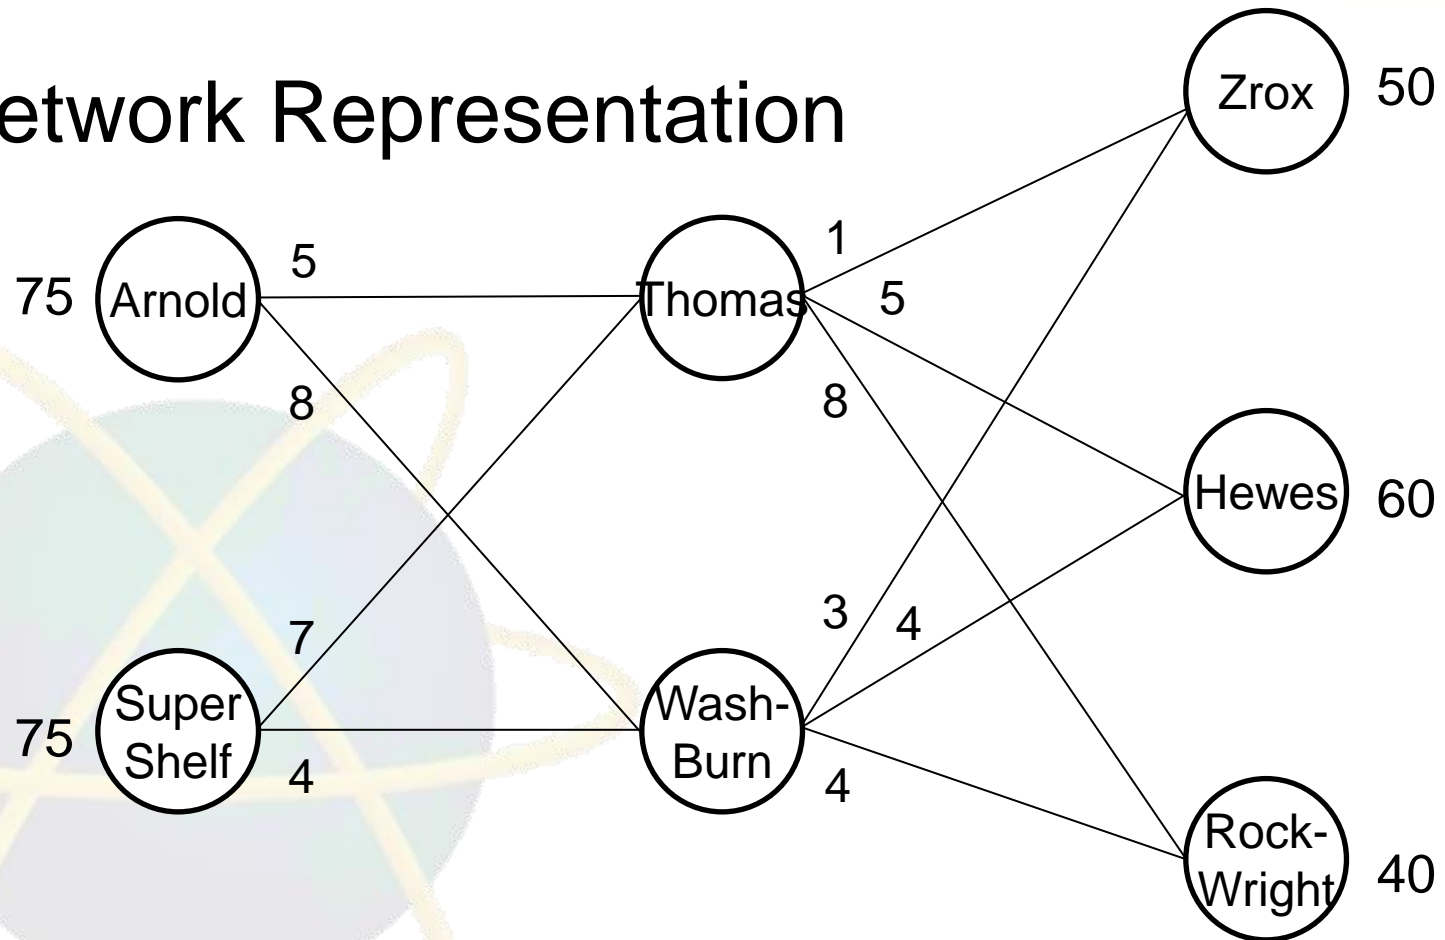 etwork Representation
Zrox
50
75
Arnold
5
8
Thomas
1
5
8
Hewes
60
75
Super
Shelf
7
4
Wash-
Burn
3
4
4
Rock-
Wright
40